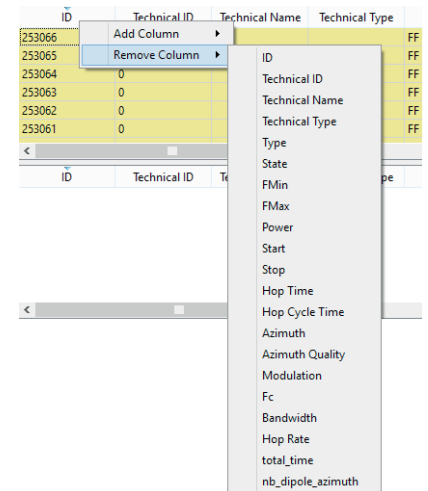 ID Technical ID Technical Name Technical Type
253066 Add Column FF
253065 Remove Column FF
253064 0 FF
253063 0 FF
253062 0 FF
253061 0 FF
ID Technical ID
ID
Technical ID
Technical Name
Technical Type
Type
State
FMin
FMax
Power
Start
Stop
Hop Time
Hop Cycle Time
Azimuth
Azimuth Quality
Modulation
Fc
Bandwidth
Hop Rate
total_time
nb_dipole_azimuth